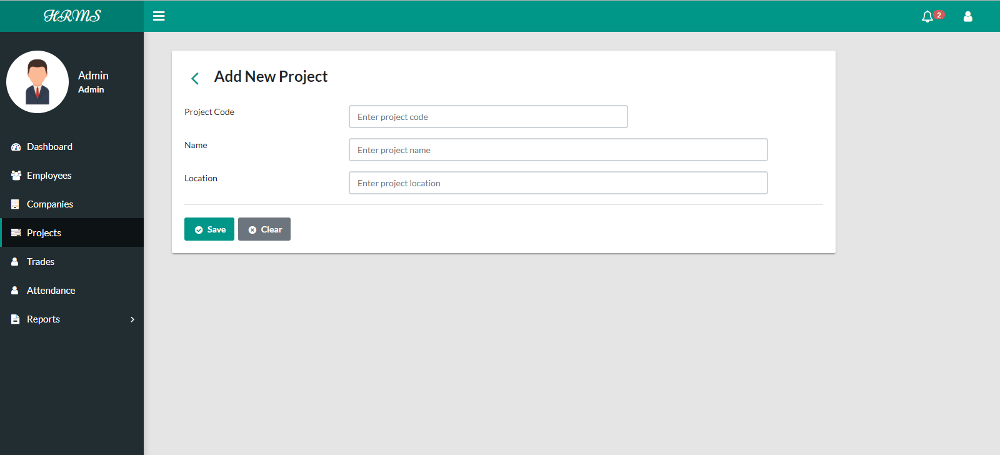 HRMS
2
Admin
Admin
Dashboard
Employees
Companies
Projects
Trades
Attendance
Reports
Add New Project
Project Code
Enter project code
Name
Enter project name
Location
Enter project location
Save
Clear